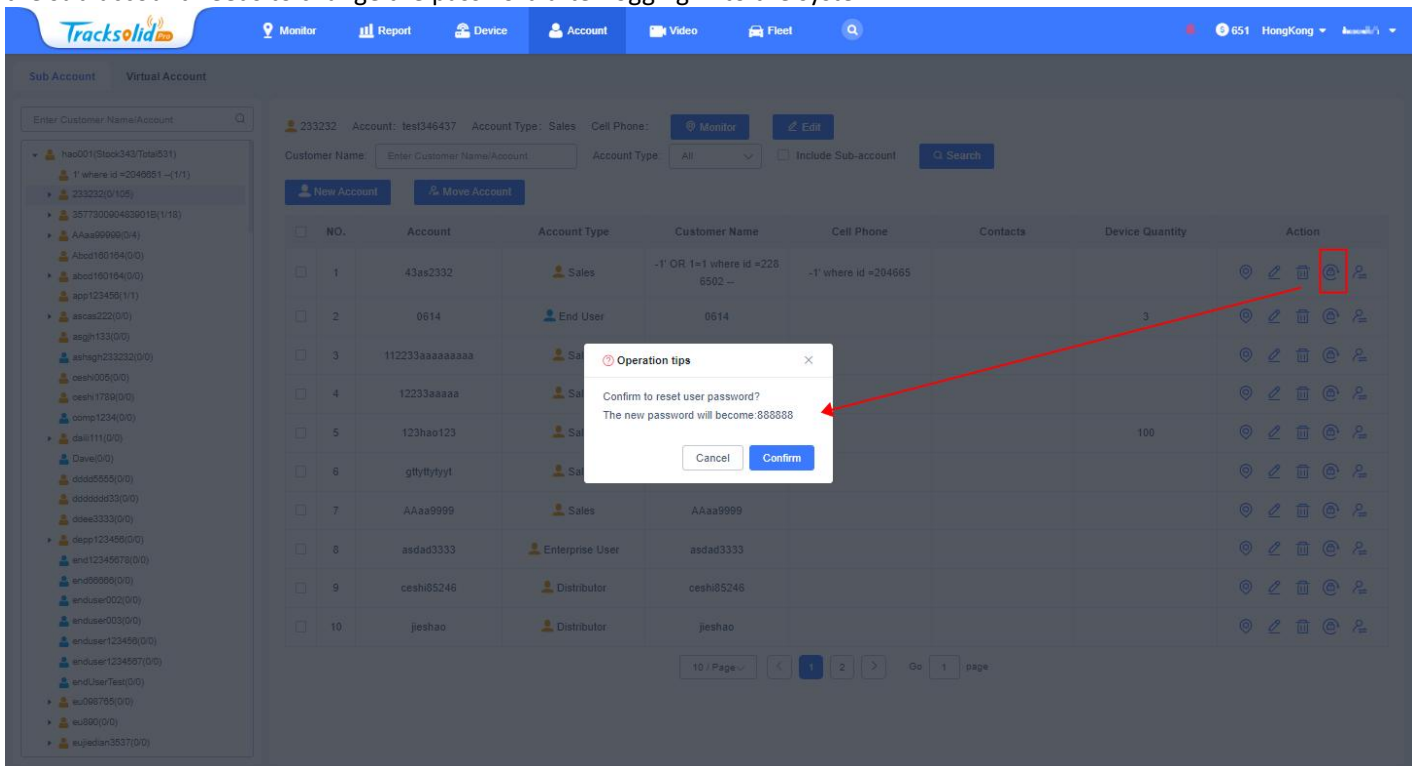 Tracksolid Pro
Monitor Report Device Account Video Fleet
651 HongKong
Sub Account Virtual Account
Enter Customer Name/Account
hao001(Stock343/Total531)
1' where id =2046651 --(1/1)
233232(0/105)
357730090483901B(1/18)
AAaa99999(0/4)
Abcd160164(0/0)
abcd160164(0/0)
app123456(1/1)
ascas222(0/0)
asgjh133(0/0)
ashsgh233232(0/0)
ceshi005(0/0)
ceshi1789(0/0)
comp1234(0/0)
daili111(0/0)
Dave(0/0)
dddd5555(0/0)
ddddddd33(0/0)
ddee3333(0/0)
depp123456(0/0)
end12345678(0/0)
end66666(0/0)
enduser002(0/0)
enduser003(0/0)
enduser123456(0/0)
enduser1234567(0/0)
endUserTest(0/0)
eu098765(0/0)
eu890(0/0)
eujiedian3537(0/0)
233232 Account: test346437 Account Type: Sales Cell Phone: Monitor Edit
Customer Name: Enter Customer Name/Account Account Type: All Include Sub-account Search
New Account Move Account
NO. Account Account Type Customer Name Cell Phone Contacts Device Quantity Action
1 43as2332 Sales -1' OR 1=1 where id =228 -1' where id =204665
6502 --
2 0614 End User 0614 3
3 112233aaaaaaaaa Sal
4 12233aaaaa Sal
5 123hao123 Sal 100
6 gttyttytyyt Sal
7 AAaa9999 Sales AAaa9999
8 asdad3333 Enterprise User asdad3333
9 ceshi85246 Distributor ceshi85246
10 jieshao Distributor jieshao
Operation tips
Confirm to reset user password?
The new password will become:888888
Cancel Confirm
10 / Page 1 2 Go 1 page